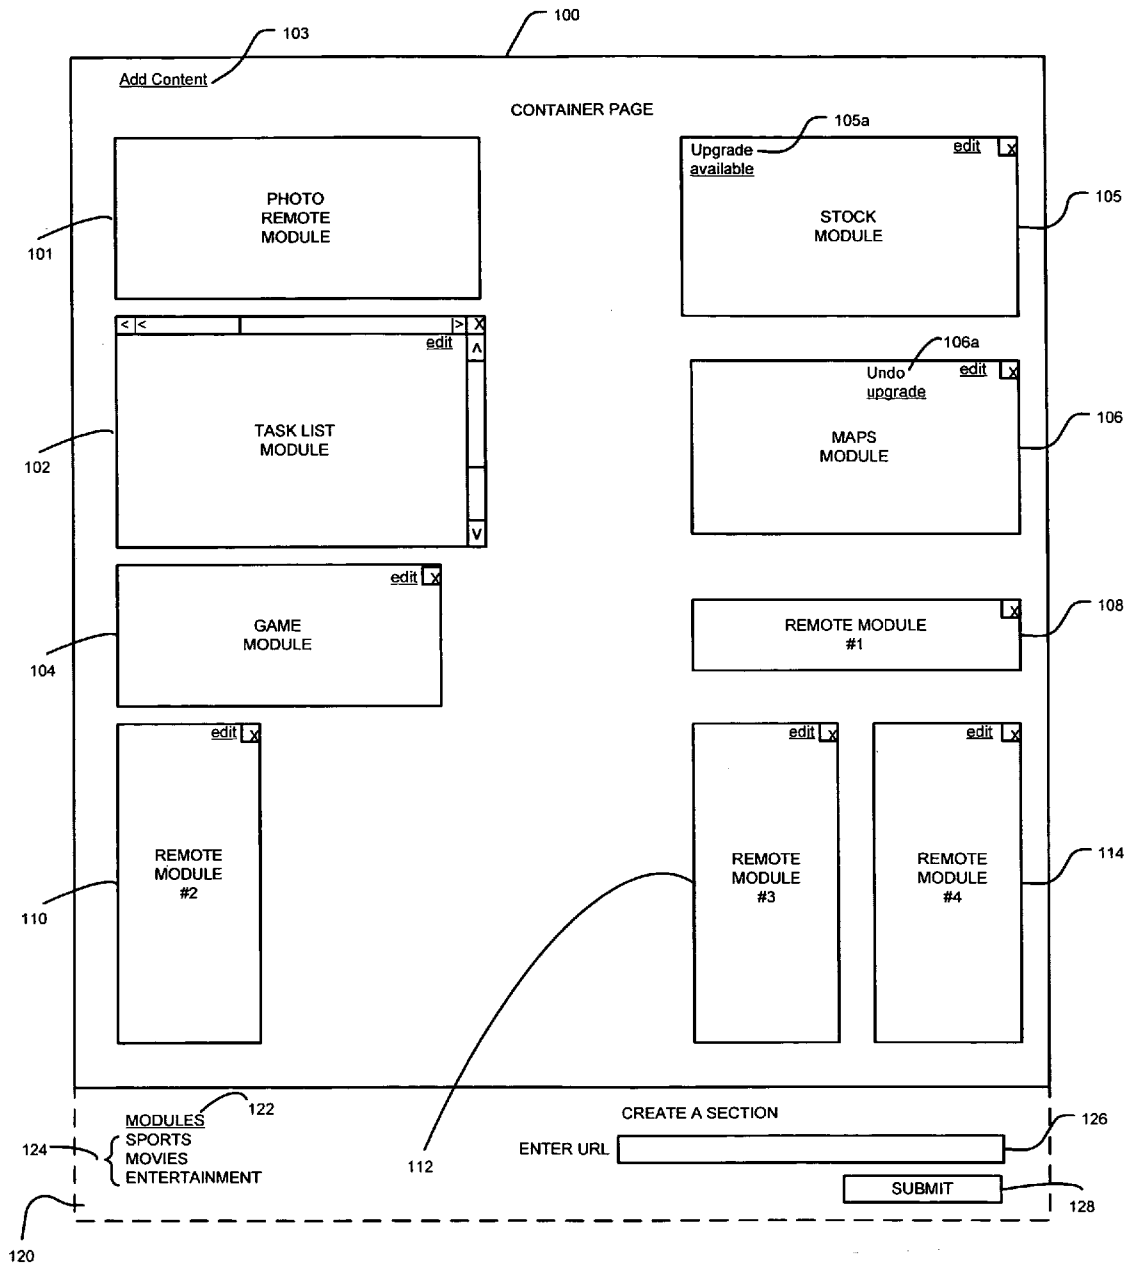 100
103
Add Content
CONTAINER PAGE
105a
Upgrade
available
edit
X
PHOTO
REMOTE
MODULE
STOCK
MODULE
105
101
< < > X
edit
^
106a
Undo
upgrade
edit
X
TASK LIST
MODULE
MAPS
MODULE
106
102
V
edit
X
GAME
MODULE
X
REMOTE MODULE
#1
108
104
edit
X
edit
X
edit
X
REMOTE
MODULE
#2
REMOTE
MODULE
#3
REMOTE
MODULE
#4
114
110
122
MODULES
124
SPORTS
MOVIES
ENTERTAINMENT
112
CREATE A SECTION
ENTER URL
126
SUBMIT
128
120